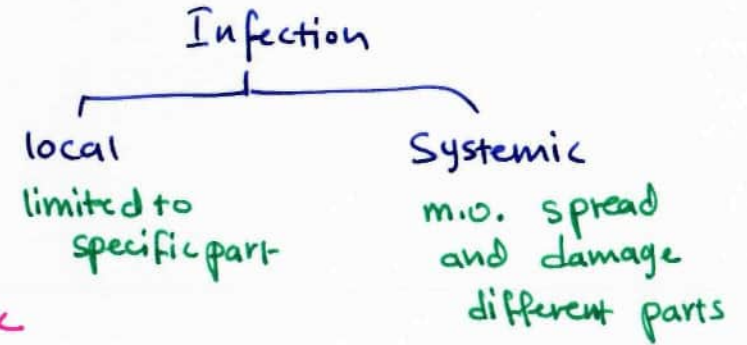 Infection
local
limited to
specific part
Systemic
m.o. spread
and damage
different parts